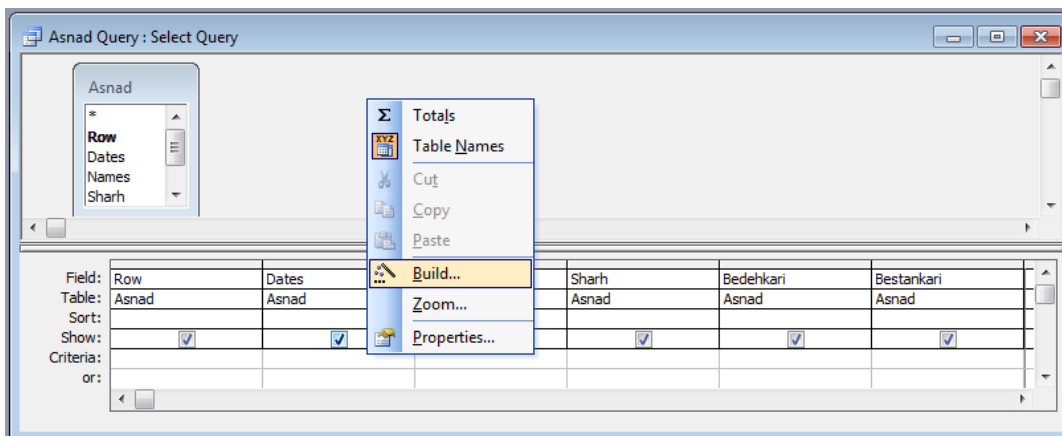 Asnad Query : Select Query
Asnad
*
Row
Dates
Names
Sharh
Σ Totals
XYZ Table Names
Cut
Copy
Paste
Build...
Zoom...
Properties...
Field: Row Dates Sharh Bedehkari Bestankari
Table: Asnad Asnad Asnad Asnad Asnad
Sort:
Show:
Criteria:
or: